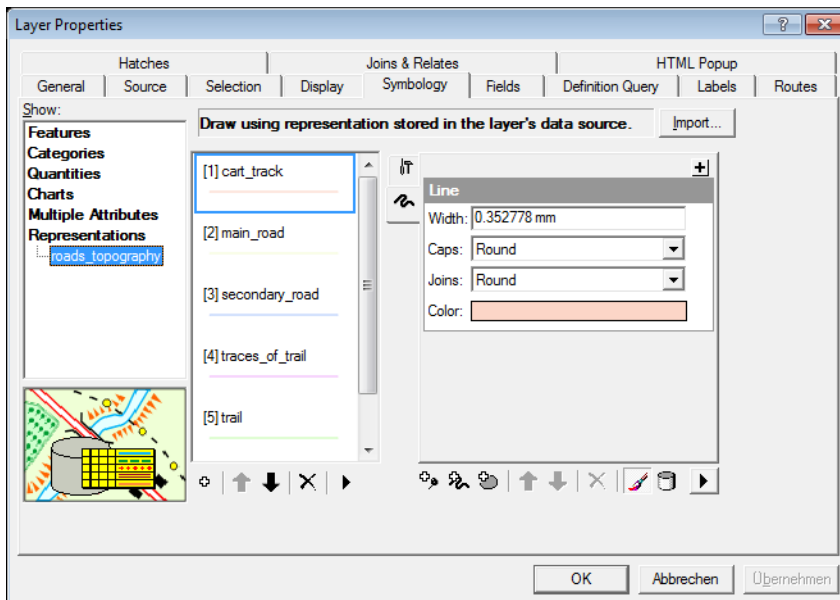 Layer Properties
Hatches Joins & Relates HTML Popup
General Source Selection Display Symbology Fields Definition Query Labels Routes
Show:
Features
Categories
Quantities
Charts
Multiple Attributes
Representations
roads_topography
Draw using representation stored in the layer's data source.
Import...
[1] cart_track
[2] main_road
[3] secondary_road
[4] traces_of_trail
[5] trail
Line
Width: 0.352778 mm
Caps: Round
Joins: Round
Color:
OK Abbrechen Übernehmen